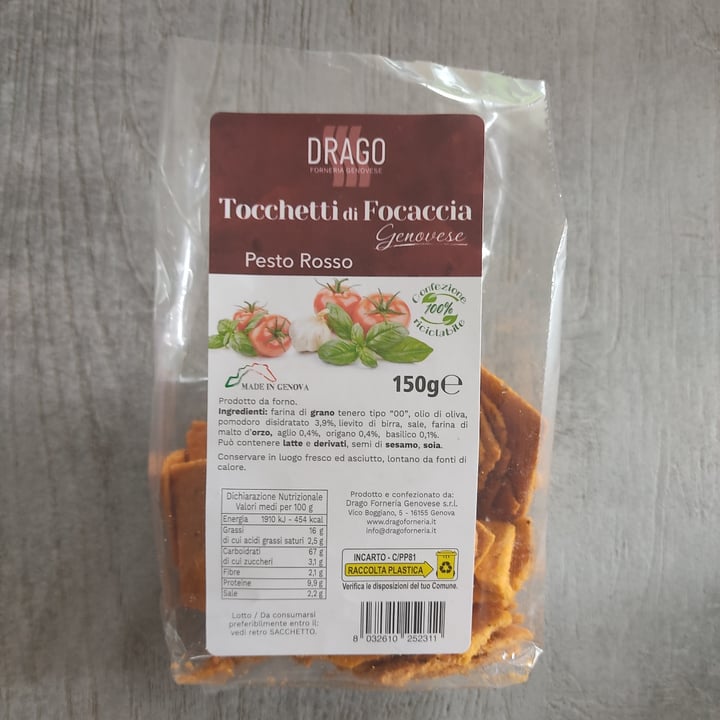 DRAGO
FORNERIA GENOVESE
Tocchetti di Focaccia
Genovese
Pesto Rosso
Confezione
100%
riciclabile
MADE IN GENOVA
150g℮
Prodotto da forno.
Ingredienti: farina di grano tenero tipo "00", olio di oliva,
pomodoro disidratato 3,9%, lievito di birra, sale, farina di
malto d'orzo, aglio 0,4%, origano 0,4%, basilico 0,1%.
Può contenere latte e derivati, semi di sesamo, soia.
Conservare in luogo fresco ed asciutto, lontano da fonti di
calore.
Dichiarazione Nutrizionale
Valori medi per 100 g
Energia 1910 kJ - 454 kcal
Grassi 16 g
di cui acidi grassi saturi 2,5 g
Carboidrati 67 g
di cui zuccheri 3,1 g
Fibre 2,1 g
Proteine 9,9 g
Sale 2,2 g
Lotto / Da consumarsi
preferibilmente entro il:
vedi retro SACCHETTO.
Prodotto e confezionato da:
Drago Forneria Genovese s.r.l.
Vico Boggiano, 5 - 16155 Genova
www.dragoforneria.it
info@dragoforneria.it
INCARTO - C/PP81
RACCOLTA PLASTICA
Verifica le disposizioni del tuo Comune.
8 032610 252311